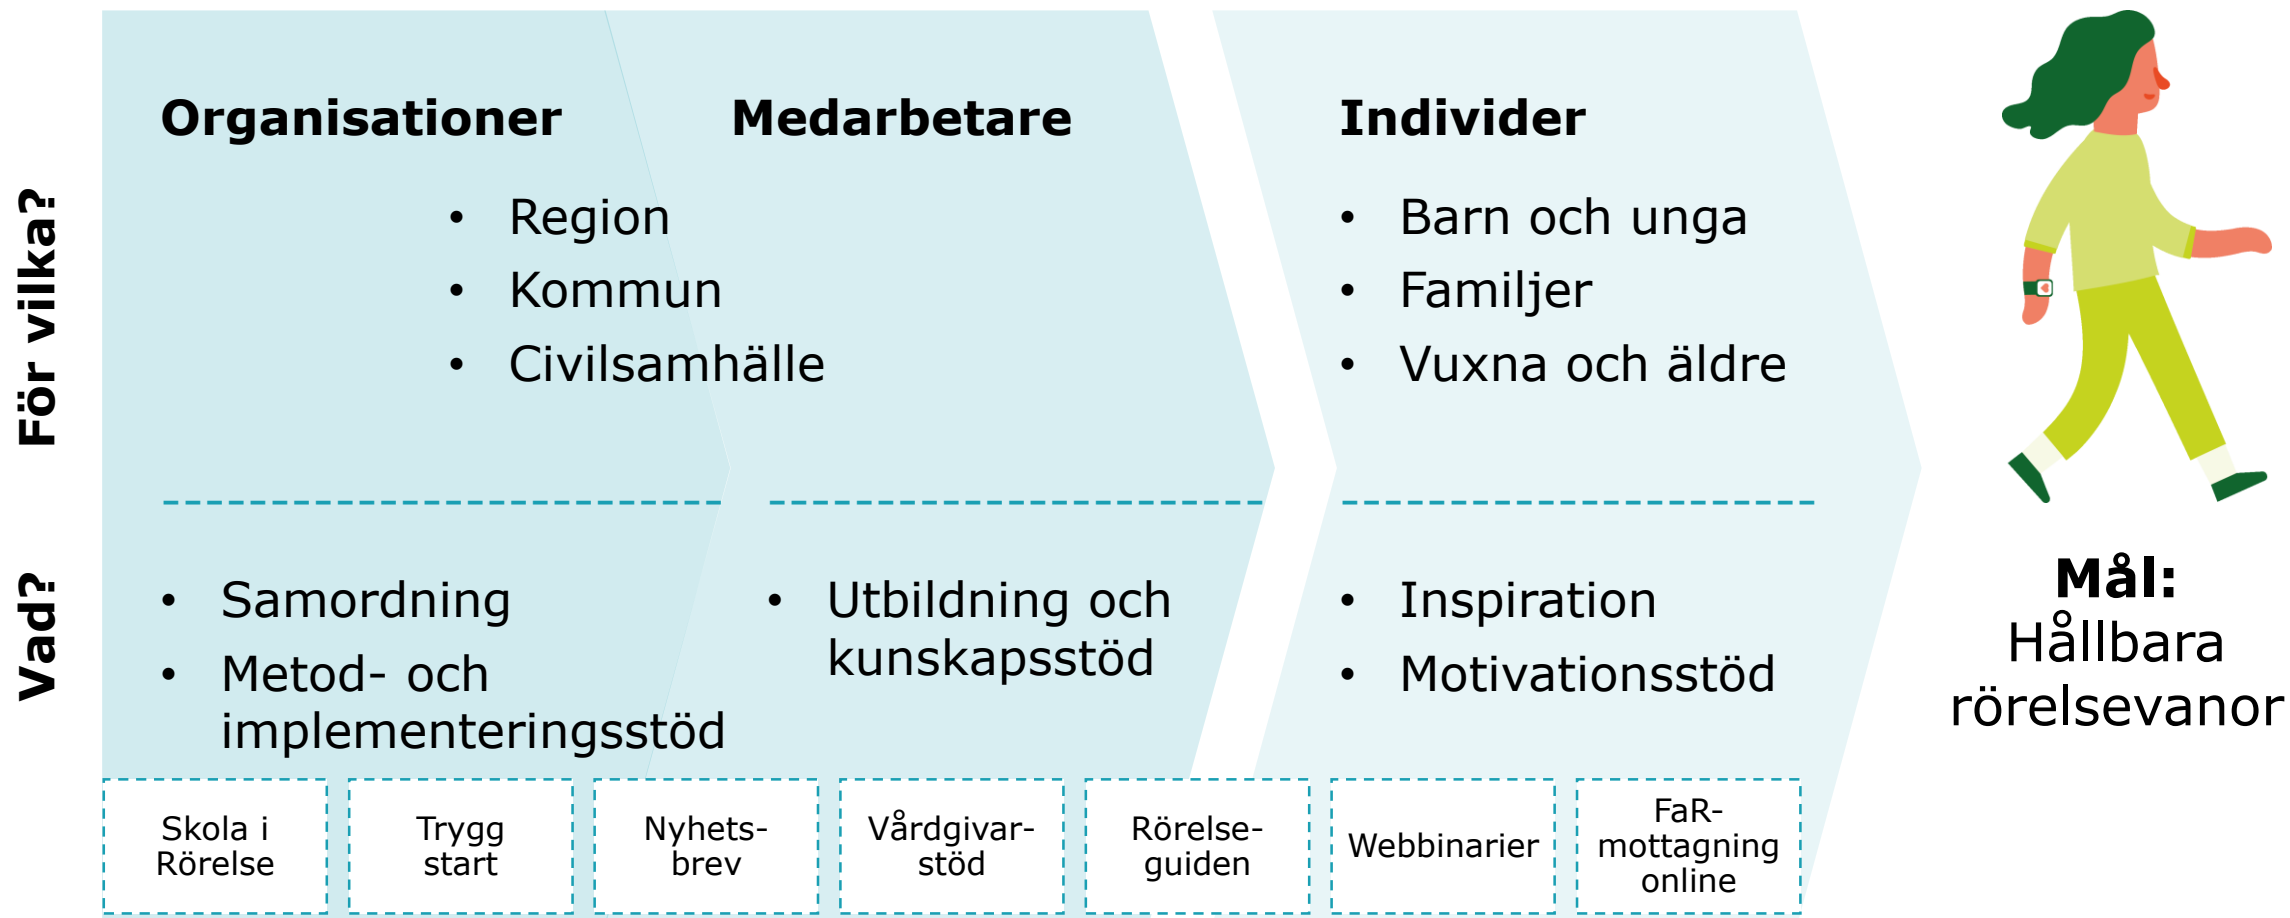 För vilka?
Organisationer
Medarbetare
• Region
• Kommun
• Civilsamhälle
Individer
• Barn och unga
• Familjer
• Vuxna och äldre
Vad?
• Samordning
• Metod- och
implementeringsstöd
• Utbildning och
kunskapsstöd
• Inspiration
• Motivationsstöd
Mål:
Hållbara
rörelsevanor
Skola i
Rörelse
Trygg
start
Nyhets-
brev
Vårdgivar-
stöd
Rörelse-
guiden
Webbinarier
FaR-
mottagning
online